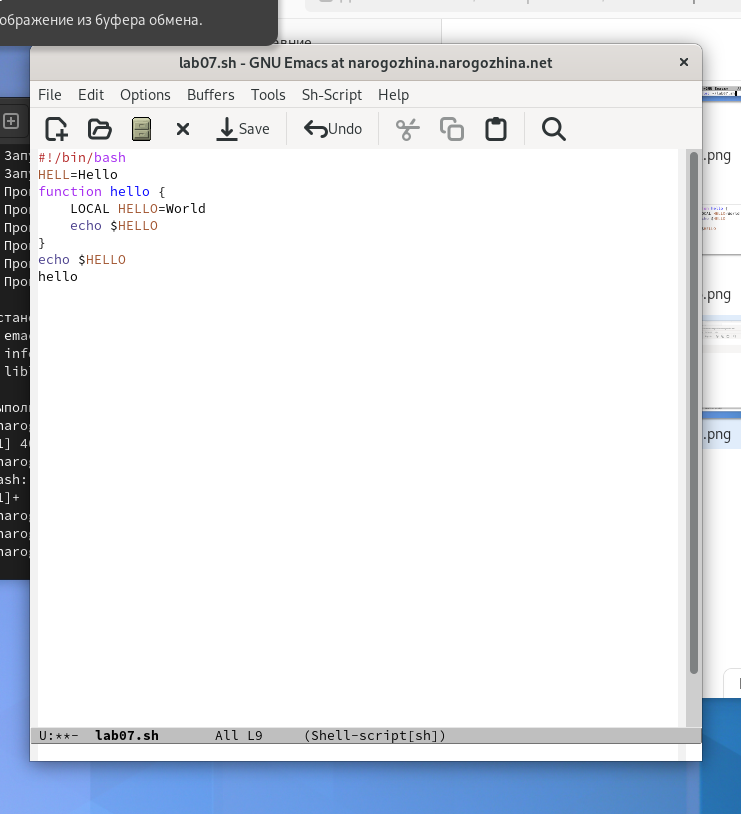 из буфера обмена.
lab07.sh - GNU Emacs at narogozhina.narogozhina.net
File Edit Options Buffers Tools Sh-Script Help
Save Undo
#!/bin/bash
HELL=Hello
function hello {
    LOCAL HELLO=World
    echo $HELLO
}
echo $HELLO
hello
U:**- lab07.sh All L9 (Shell-script[sh])
.png
.png
.png